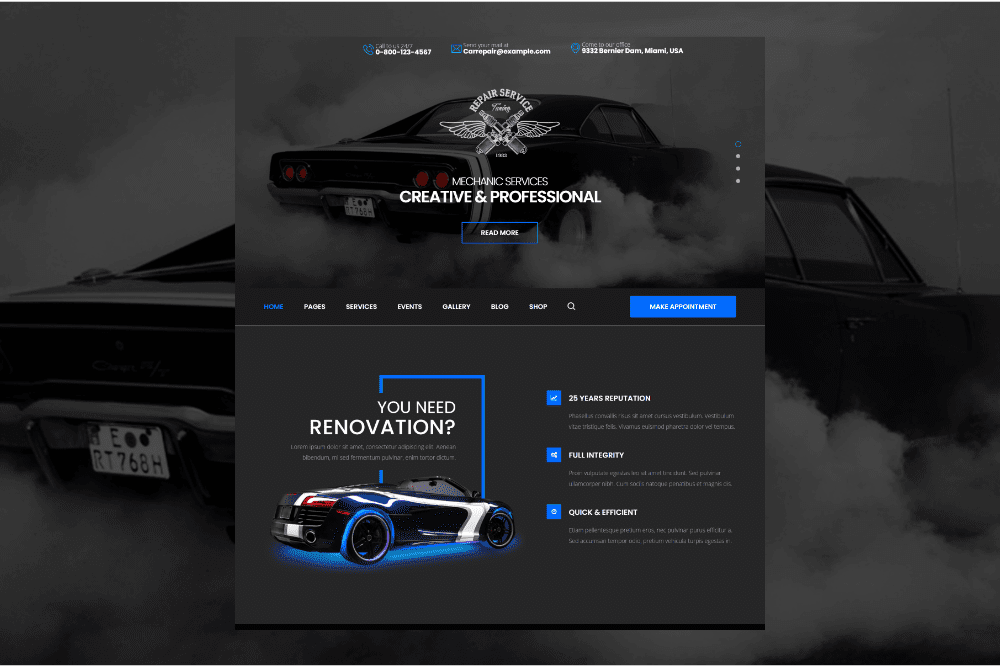 Call to us 24/7
0-800-123-4567
Send your mail at
Carrepair@example.com
Come to our office
9332 Bernier Dam, Miami, USA
REPAIR SERVICE
Tuning
1983
MECHANIC SERVICES
CREATIVE & PROFESSIONAL
READ MORE
RT768H
HOME
PAGES
SERVICES
EVENTS
GALLERY
BLOG
SHOP
MAKE APPOINTMENT
YOU NEED
RENOVATION?
Lorem ipsum dolor sit amet, consectetur adipiscing elit. Aenean
bibendum, mi sed fermentum pulvinar, enim tortor dictum.
25 YEARS REPUTATION
Phasellus convallis risus sit amet cursus vestibulum. Vestibulum
vitae tristique felis. Vivamus euismod pharetra dolor vel tempus.
FULL INTEGRITY
Proin vulputate egestas leo sit amet tincidunt. Sed pulvinar
ullamcorper nibh. Cum sociis natoque penatibus et magnis dis.
QUICK & EFFICIENT
Etiam pellentesque pretium eros, nec pulvinar purus efficitur a.
Sed accumsan tempor odio, pretium vehicula turpis egestas in.
E
RT768H